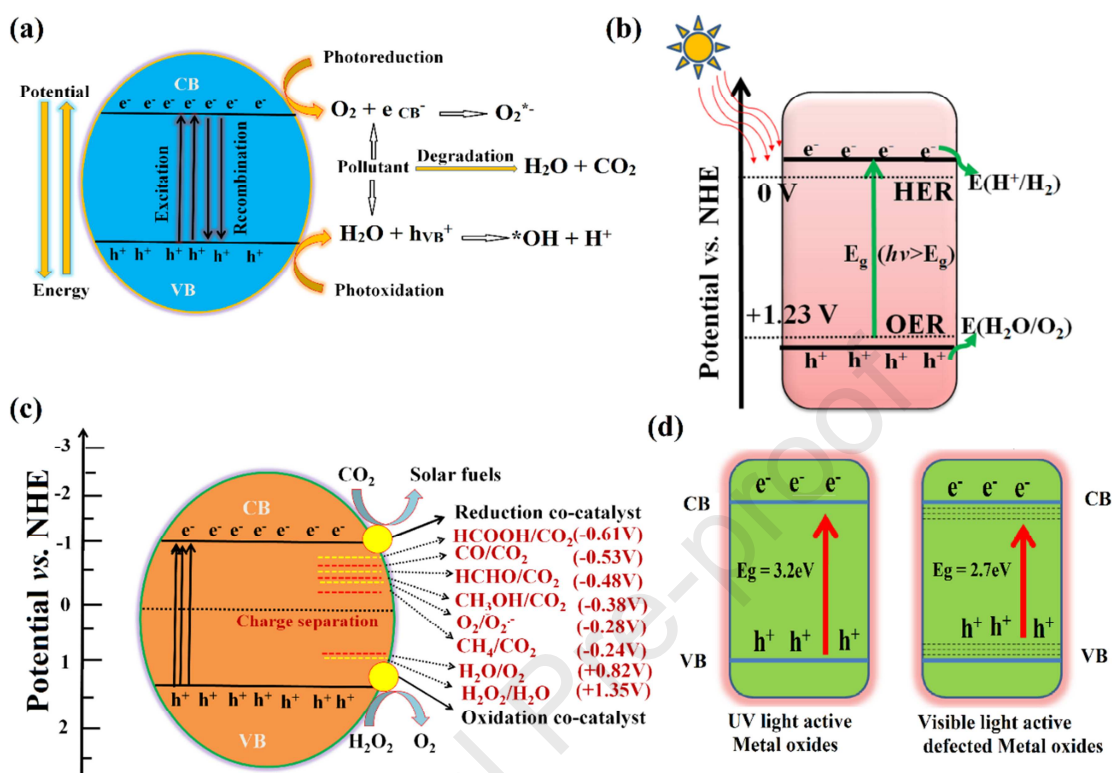 (a)
Potential
Energy
CB
e- e- e- e- e- e- e-
Excitation
Rccombination
h+ h+ h+ h+ h+ h+
VB
Photoreduction
O2 + e CB- O2*-
Pollutant Degradation H2O + CO2
H2O + hVB+ *OH + H+
Photoxidation
(b)
Potential vs. NHE
e- e- e- e-
E(H+/H2)
0 V HER
Eg (hv>Eg)
+1.23 V OER
E(H2O/O2)
h+ h+ h+ h+
(c)
Potential vs. NHE
-3
-2
-1
0
1
2
CB
e- e- e- e- e- e- e-
Charge separation
h+ h+ h+ h+ h+ h+ h+
VB
CO2 Solar fuels
Reduction co-catalyst
HCOOH/CO2 (-0.61V)
CO/CO2 (-0.53V)
HCHO/CO2 (-0.48V)
CH3OH/CO2 (-0.38V)
O2/O2- (-0.28V)
CH4/CO2 (-0.24V)
H2O/O2 (+0.82V)
H2O2/H2O (+1.35V)
Oxidation co-catalyst
H2O2 O2
(d)
CB
e- e- e-
Eg = 3.2eV
h+ h+ h+
VB
UV light active
Metal oxides
CB
e- e- e-
Eg = 2.7eV
h+ h+ h+
VB
Visible light active
defected Metal oxides
Pre-proof